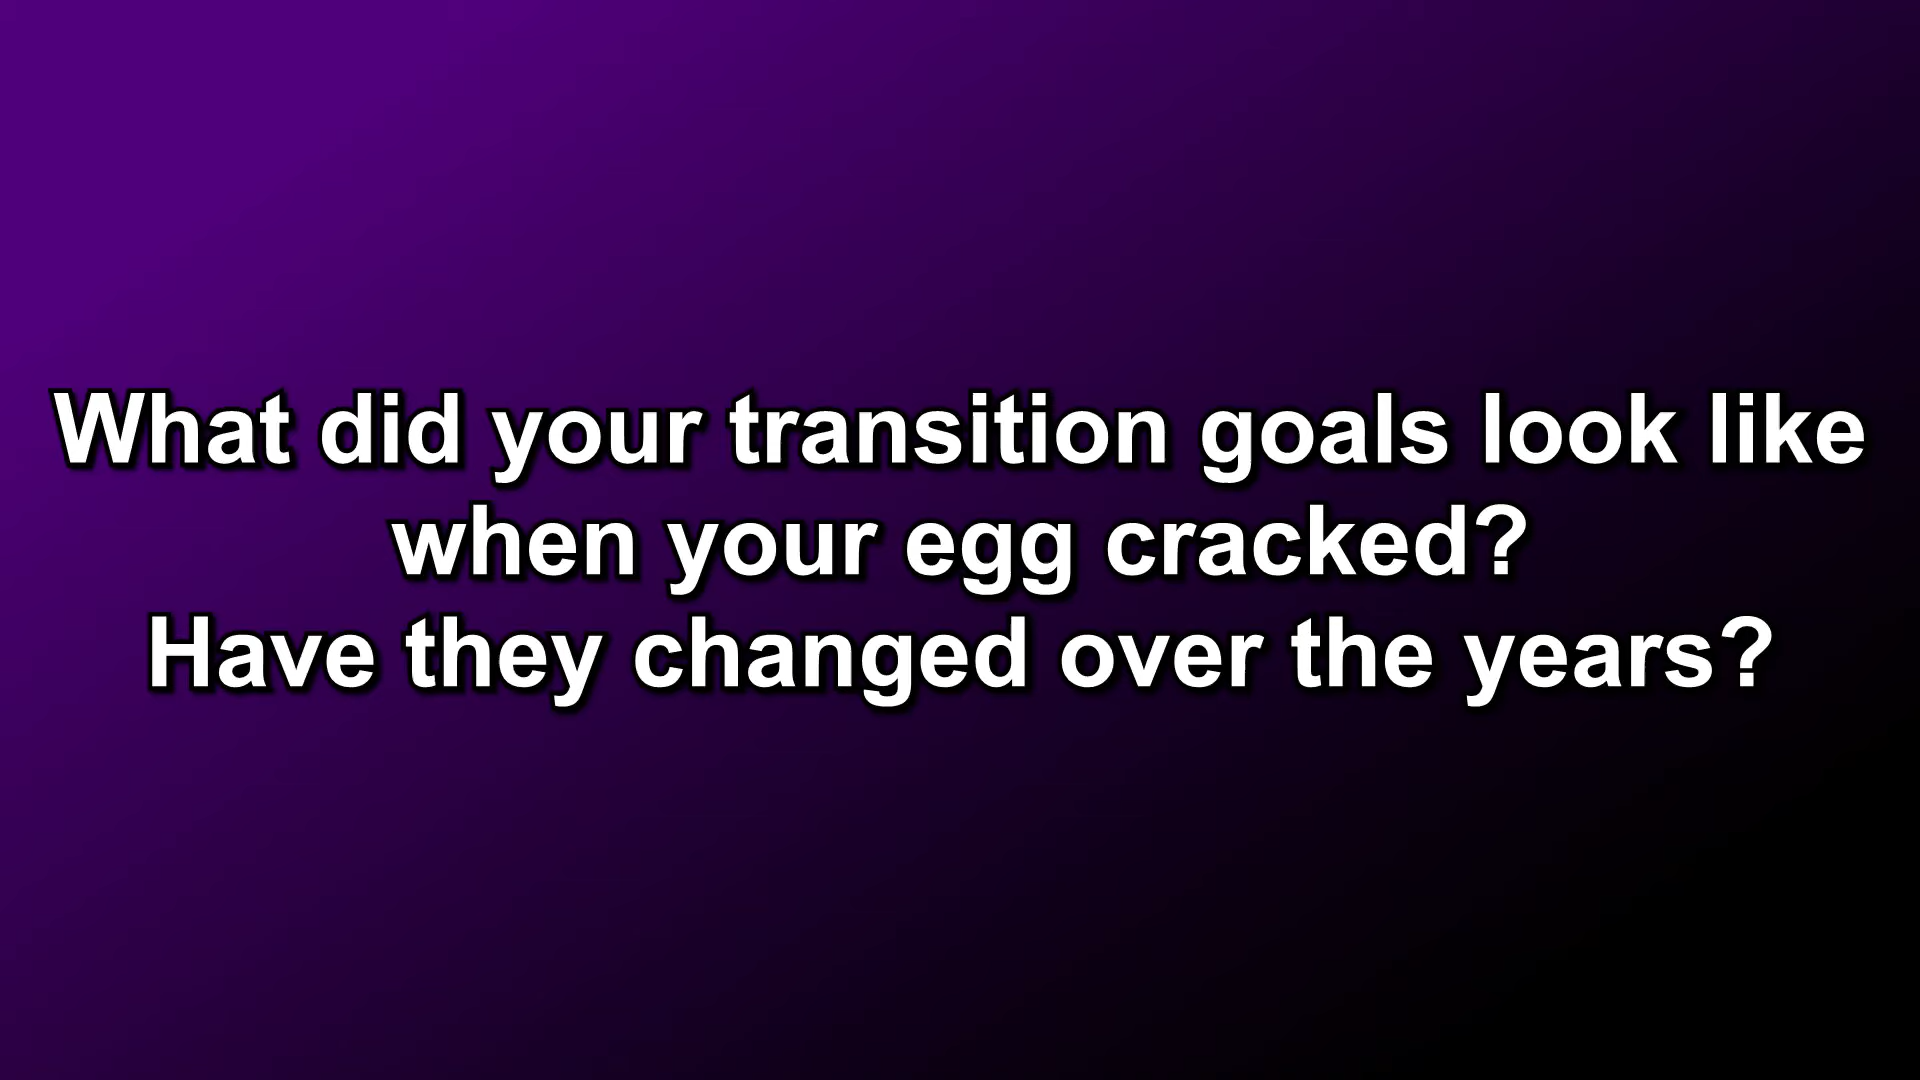 What did your transition goals look like
when your egg cracked?
Have they changed over the years?